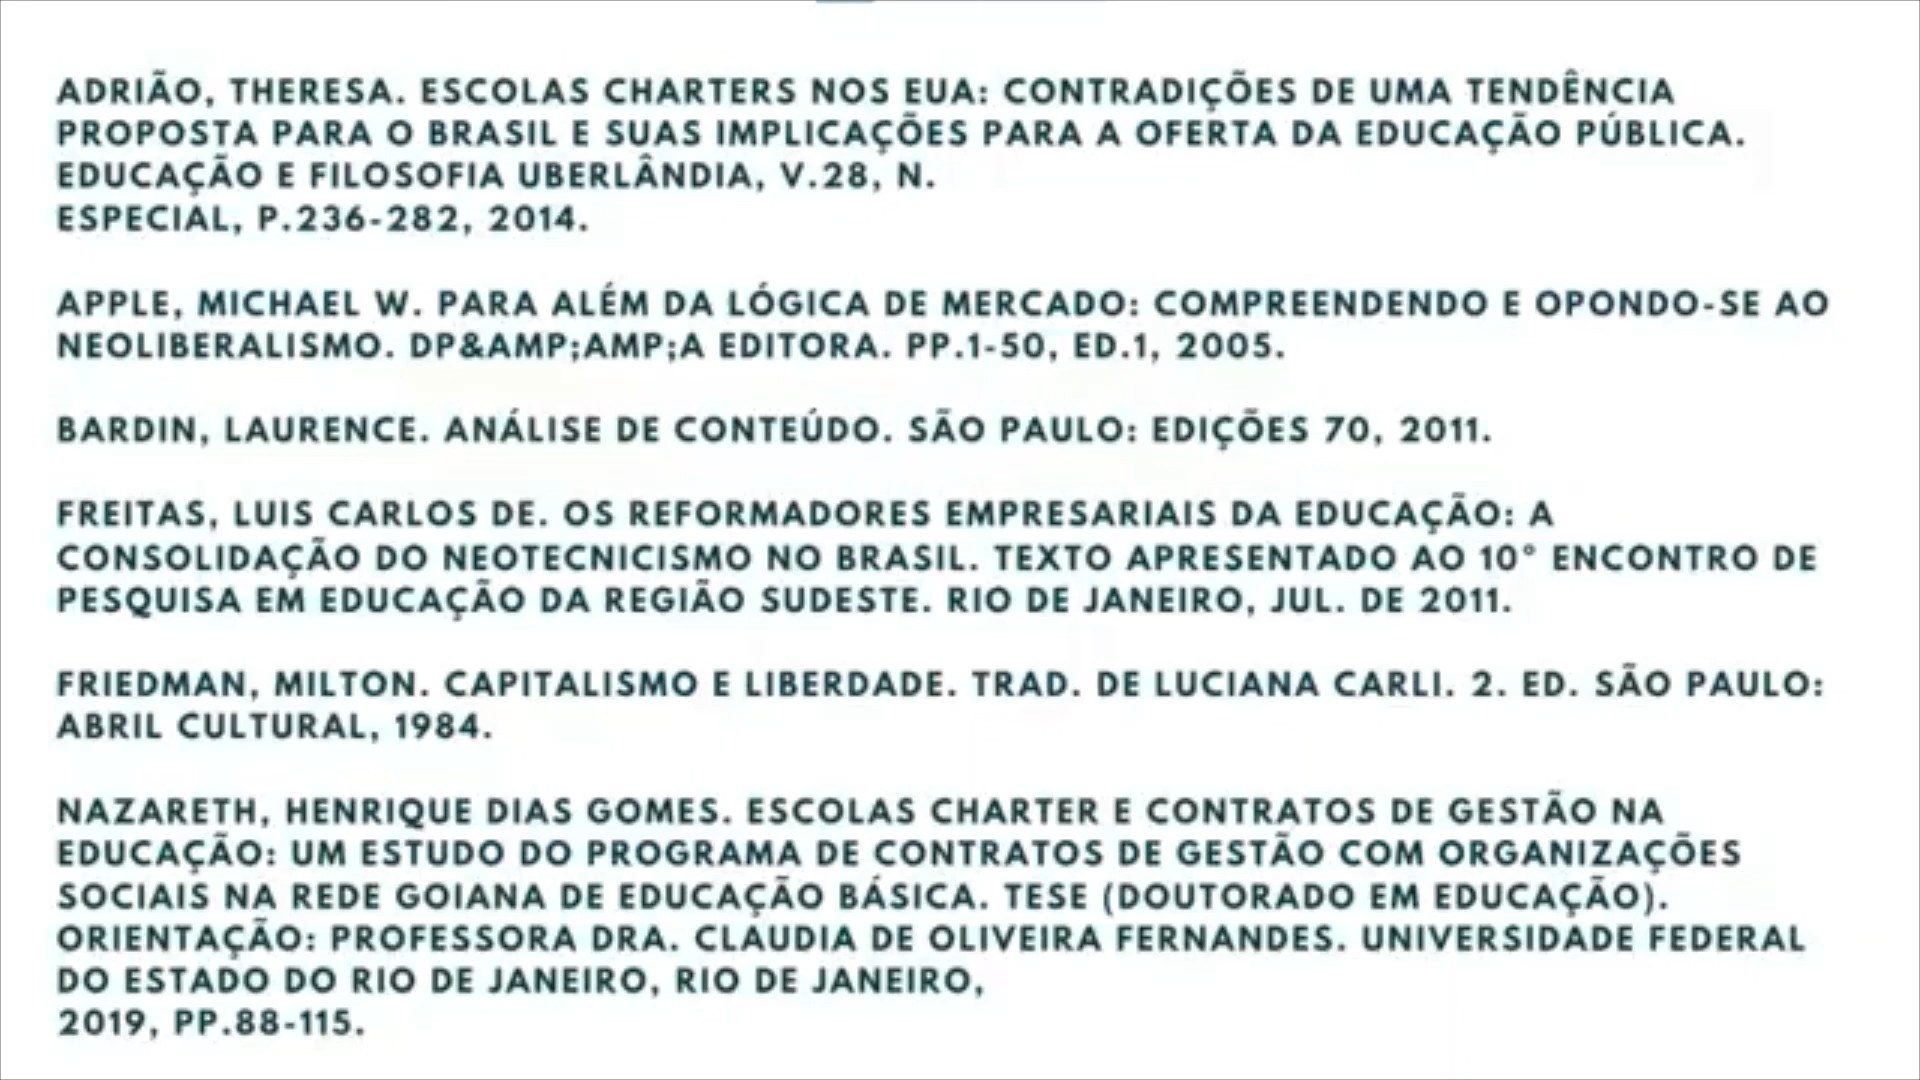 ADRIÃO, THERESA. ESCOLAS CHARTERS NOS EUA: CONTRADIÇÕES DE UMA TENDÊNCIA
PROPOSTA PARA O BRASIL E SUAS IMPLICAÇÕES PARA A OFERTA DA EDUCAÇÃO PÚBLICA.
EDUCAÇÃO E FILOSOFIA UBERLÂNDIA, V.28, N.
ESPECIAL, P.236-282, 2014.
APPLE, MICHAEL W. PARA ALÉM DA LÓGICA DE MERCADO: COMPREENDENDO E OPONDO-SE AO
NEOLIBERALISMO. DP&AMP;AMP;A EDITORA. PP.1-50, ED.1, 2005.
BARDIN, LAURENCE. ANÁLISE DE CONTEÚDO. SÃO PAULO: EDIÇÕES 70, 2011.
FREITAS, LUIS CARLOS DE. OS REFORMADORES EMPRESARIAIS DA EDUCAÇÃO: A
CONSOLIDAÇÃO DO NEOTECNICISMO NO BRASIL. TEXTO APRESENTADO AO 10° ENCONTRO DE
PESQUISA EM EDUCAÇÃO DA REGIÃO SUDESTE. RIO DE JANEIRO, JUL. DE 2011.
FRIEDMAN, MILTON. CAPITALISMO E LIBERDADE. TRAD. DE LUCIANA CARLI. 2. ED. SÃO PAULO:
ABRIL CULTURAL, 1984.
NAZARETH, HENRIQUE DIAS GOMES. ESCOLAS CHARTER E CONTRATOS DE GESTÃO NA
EDUCAÇÃO: UM ESTUDO DO PROGRAMA DE CONTRATOS DE GESTÃO COM ORGANIZAÇÕES
SOCIAIS NA REDE GOIANA DE EDUCAÇÃO BÁSICA. TESE (DOUTORADO EM EDUCAÇÃO).
ORIENTAÇÃO: PROFESSORA DRA. CLAUDIA DE OLIVEIRA FERNANDES. UNIVERSIDADE FEDERAL
DO ESTADO DO RIO DE JANEIRO, RIO DE JANEIRO,
2019, PP.88-115.